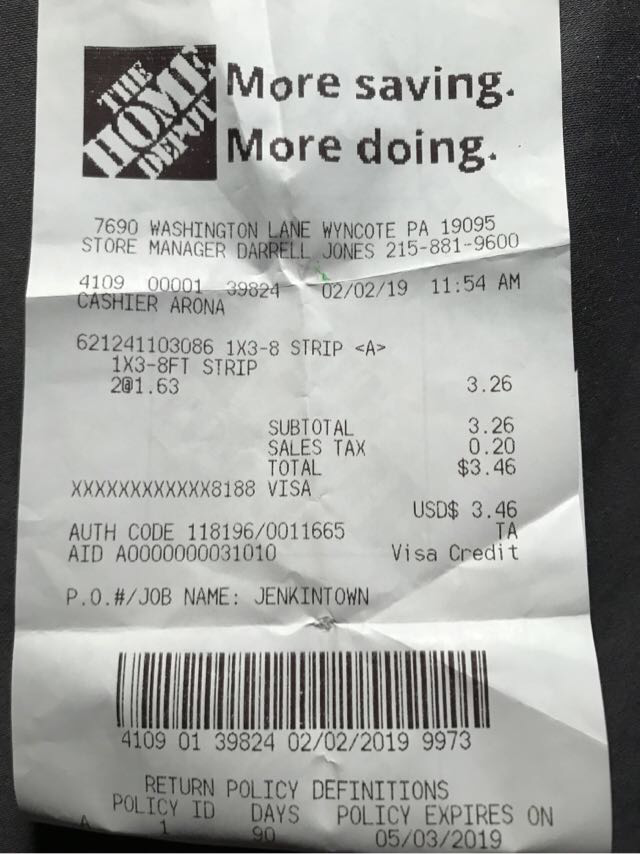 THE
HOME
DEPOT
More saving.
More doing.
7690 WASHINGTON LANE WYNCOTE PA 19095
STORE MANAGER DARRELL JONES 215-881-9600
4109 00001 39824 02/02/19 11:54 AM
CASHIER ARONA
621241103086 1X3-8 STRIP <A>
1X3-8FT STRIP
2@1.63 3.26
SUBTOTAL 3.26
SALES TAX 0.20
TOTAL $3.46
XXXXXXXXXXXX8188 VISA
USD$ 3.46
AUTH CODE 118196/0011665 TA
AID A0000000031010 Visa Credit
P.O.#/JOB NAME: JENKINTOWN
4109 01 39824 02/02/2019 9973
RETURN POLICY DEFINITIONS
POLICY ID DAYS POLICY EXPIRES ON
A 1 90 05/03/2019